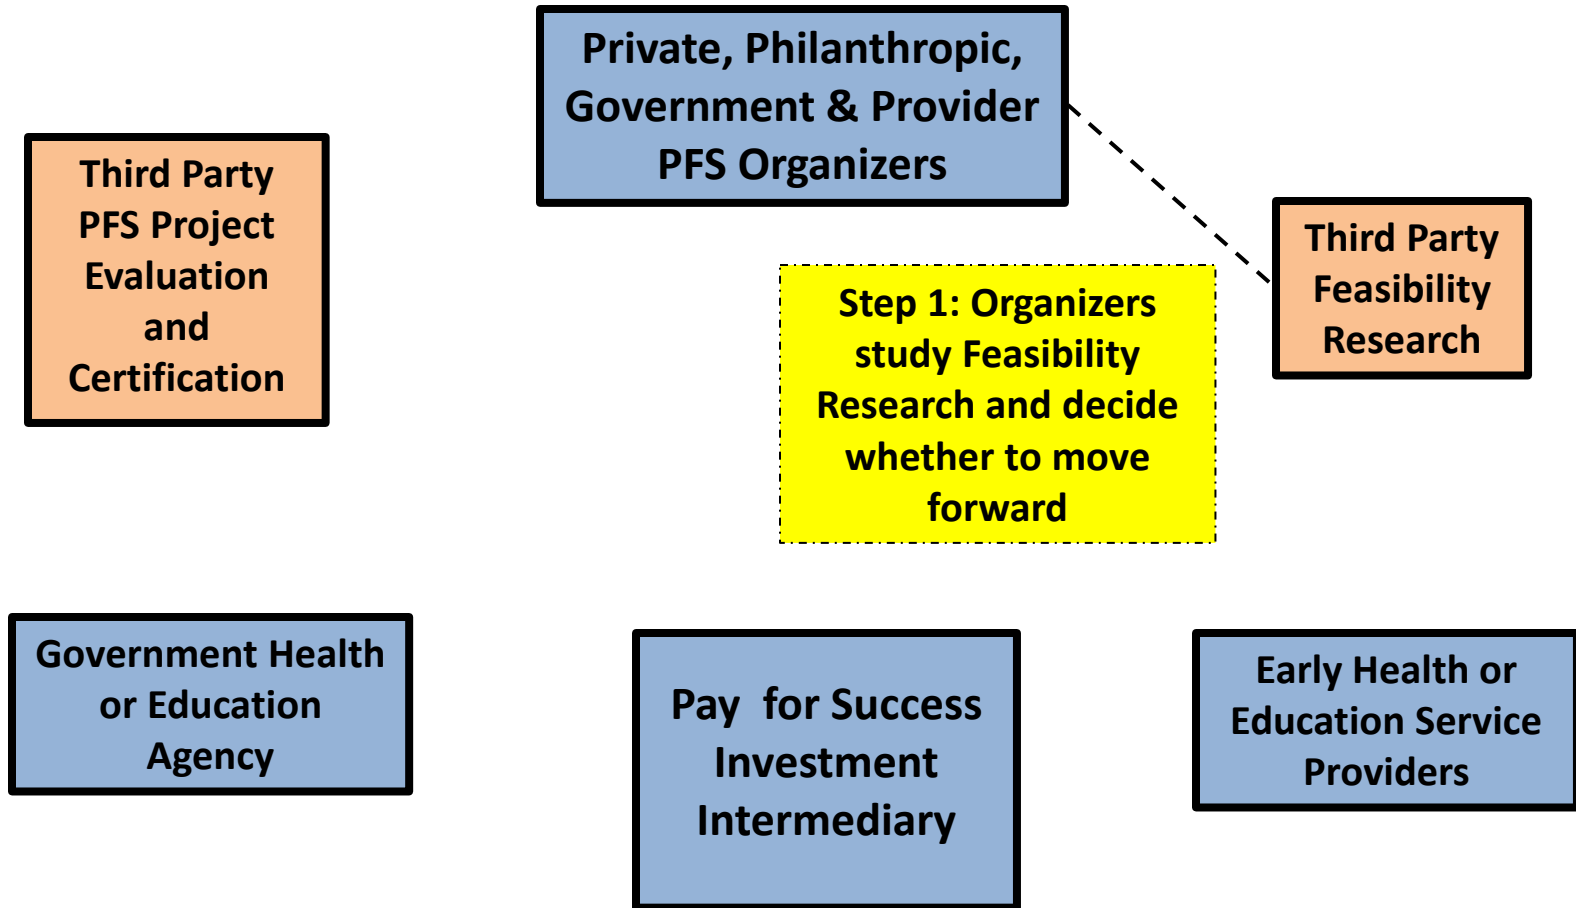 Private, Philanthropic,
Government & Provider
PFS Organizers
Third Party
PFS Project
Evaluation
and
Certification
Third Party
Feasibility
Research
Step 1: Organizers
study Feasibility
Research and decide
whether to move
forward
Government Health
or Education
Agency
Pay  for Success
Investment
Intermediary
Early Health or
Education Service
Providers